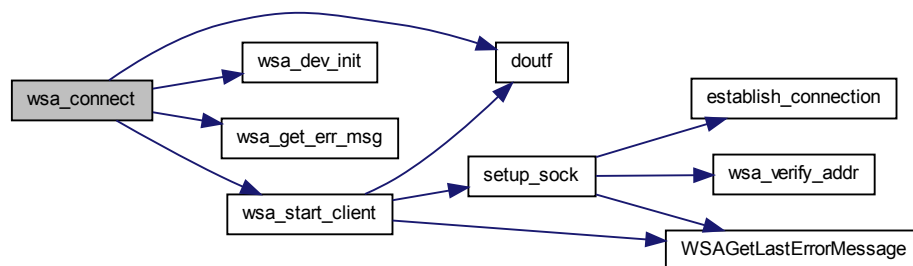 wsa_connect
wsa_dev_init
wsa_get_err_msg
wsa_start_client
doutf
setup_sock
establish_connection
wsa_verify_addr
WSAGetLastErrorMessage